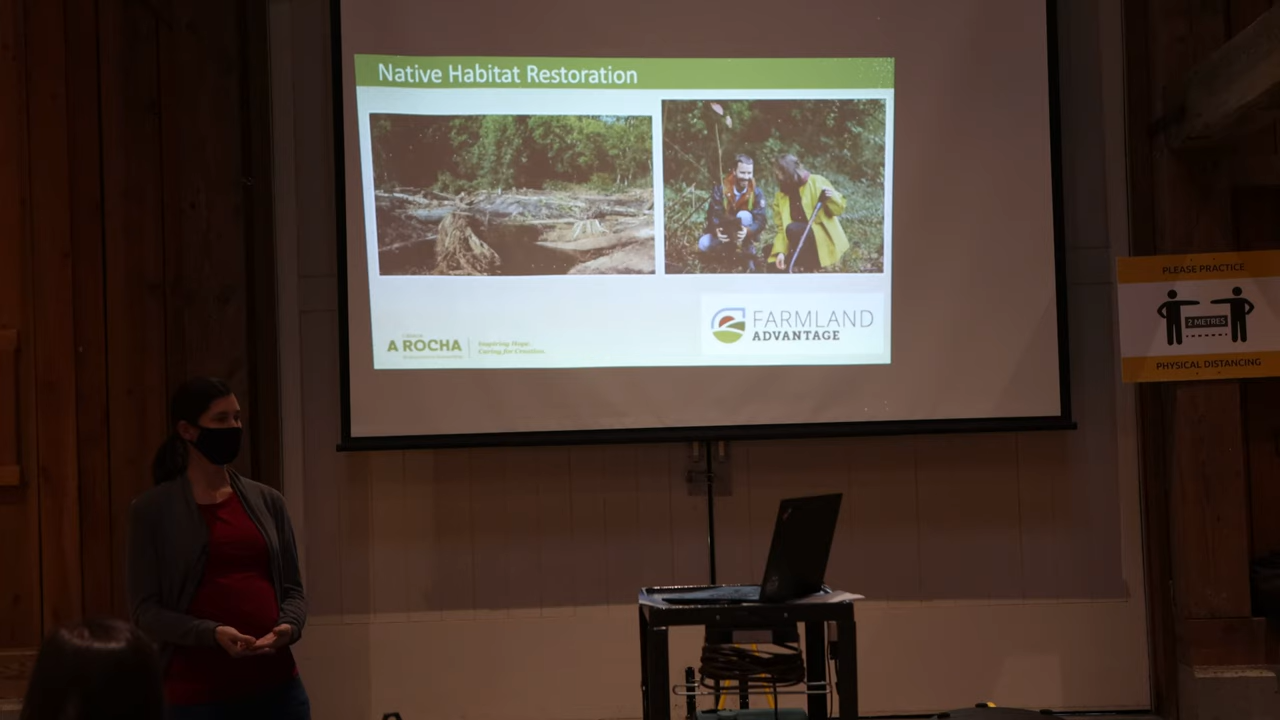 Native Habitat Restoration
A ROCHA
Inspiring Hope.
Caring for Creation.
FARMLAND
ADVANTAGE
PLEASE PRACTICE
2 METRES
PHYSICAL DISTANCING